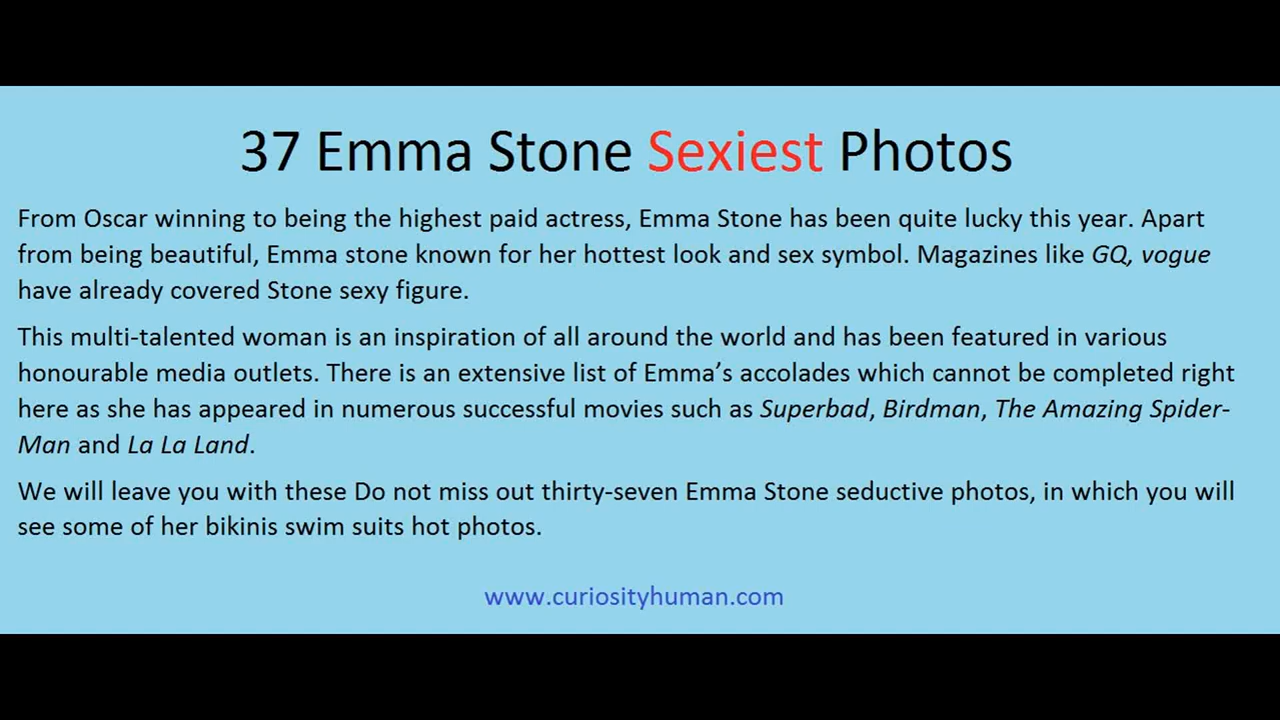 37 Emma Stone Sexiest Photos
From Oscar winning to being the highest paid actress, Emma Stone has been quite lucky this year. Apart
from being beautiful, Emma stone known for her hottest look and sex symbol. Magazines like GQ, vogue
have already covered Stone sexy figure.
This multi-talented woman is an inspiration of all around the world and has been featured in various
honourable media outlets. There is an extensive list of Emma’s accolades which cannot be completed right
here as she has appeared in numerous successful movies such as Superbad, Birdman, The Amazing Spider-
Man and La La Land.
We will leave you with these Do not miss out thirty-seven Emma Stone seductive photos, in which you will
see some of her bikinis swim suits hot photos.
www.curiosityhuman.com